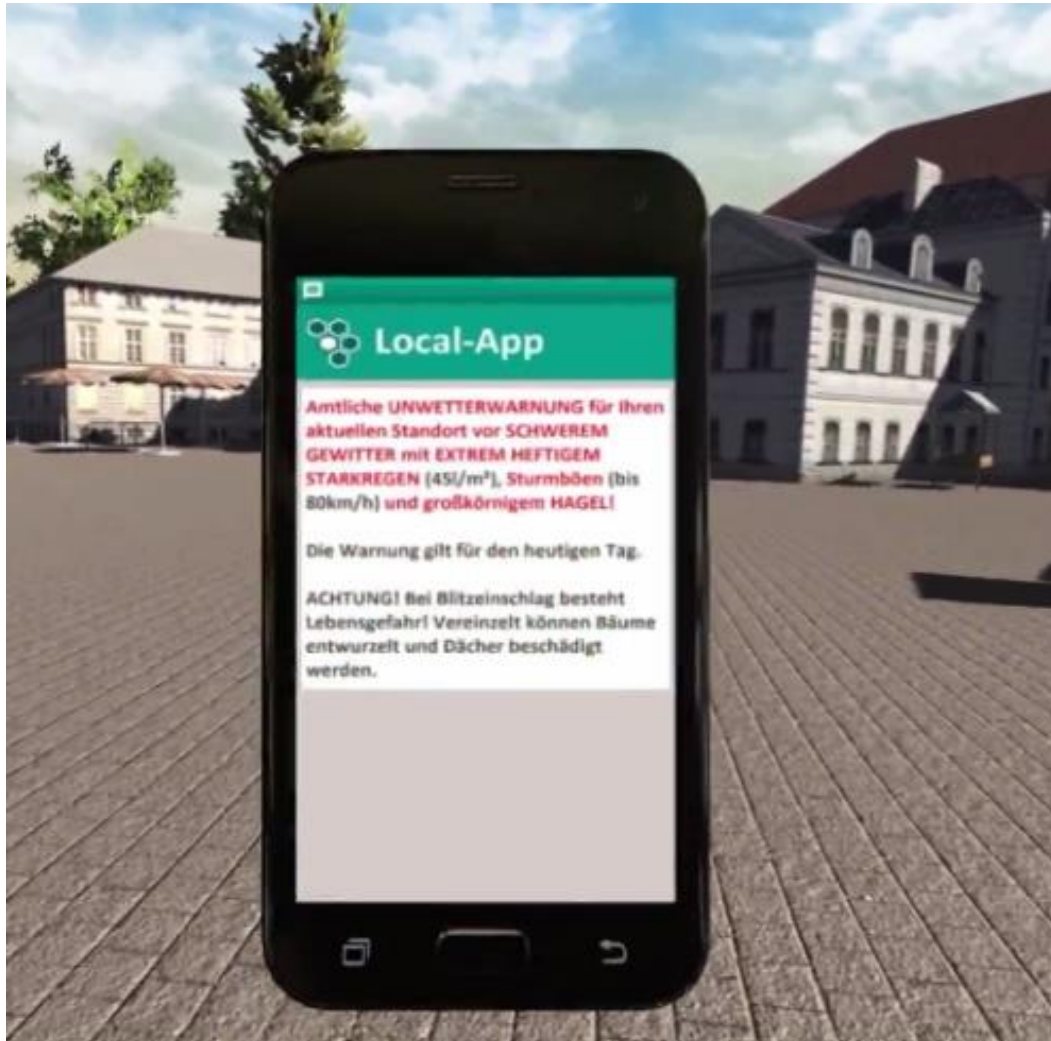 Local-App
Amtliche UNWETTERWARNUNG für Ihren
aktuellen Standort vor SCHWEREM
GEWITTER mit EXTREM HEFTIGEM
STARKREGEN (45l/m²), Sturmböen (bis
80km/h) und großkörnigem HAGEL!
Die Warnung gilt für den heutigen Tag.
ACHTUNG! Bei Blitzeinschlag besteht
Lebensgefahr! Vereinzelt können Bäume
entwurzelt und Dächer beschädigt
werden.